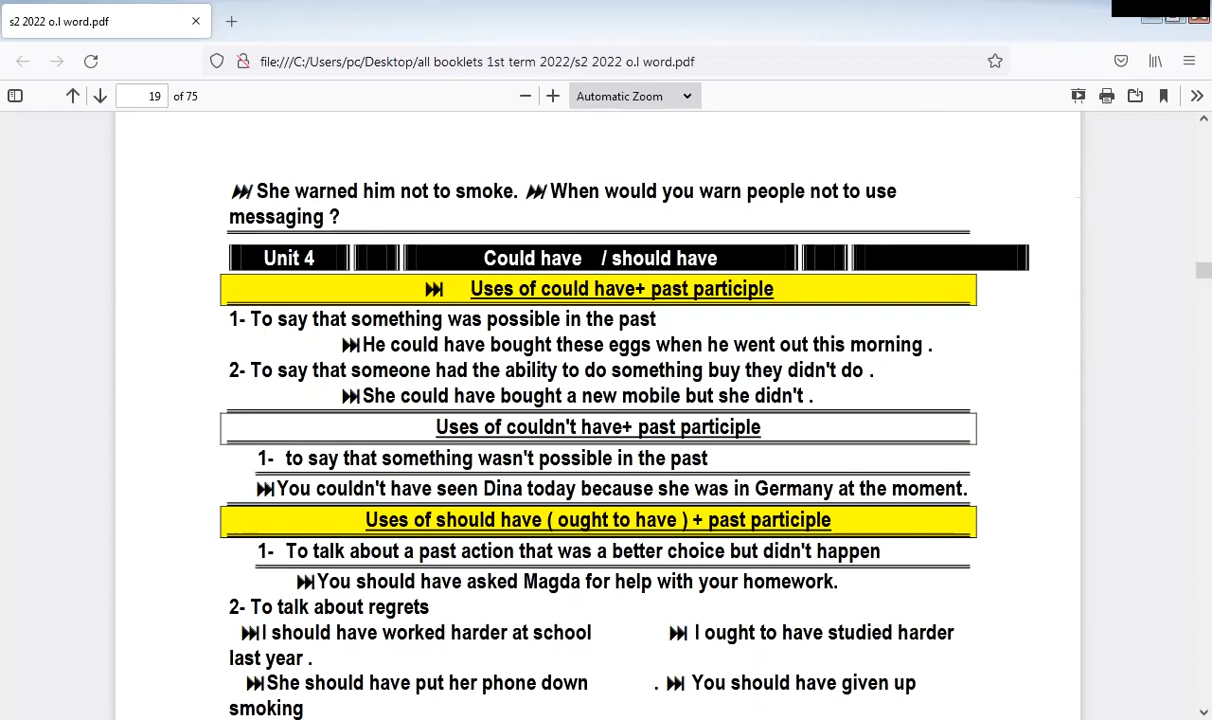 s2 2022 o.l word.pdf
file:///C:/Users/pc/Desktop/all booklets 1st term 2022/s2 2022 o.l word.pdf
19 of 75
Automatic Zoom
She warned him not to smoke. When would you warn people not to use
messaging ?
Unit 4 Could have / should have
Uses of could have+ past participle
1- To say that something was possible in the past
He could have bought these eggs when he went out this morning .
2- To say that someone had the ability to do something buy they didn't do .
She could have bought a new mobile but she didn't .
Uses of couldn't have+ past participle
1- to say that something wasn't possible in the past
You couldn't have seen Dina today because she was in Germany at the moment.
Uses of should have ( ought to have ) + past participle
1- To talk about a past action that was a better choice but didn't happen
You should have asked Magda for help with your homework.
2- To talk about regrets
I should have worked harder at school I ought to have studied harder
last year .
She should have put her phone down . You should have given up
smoking